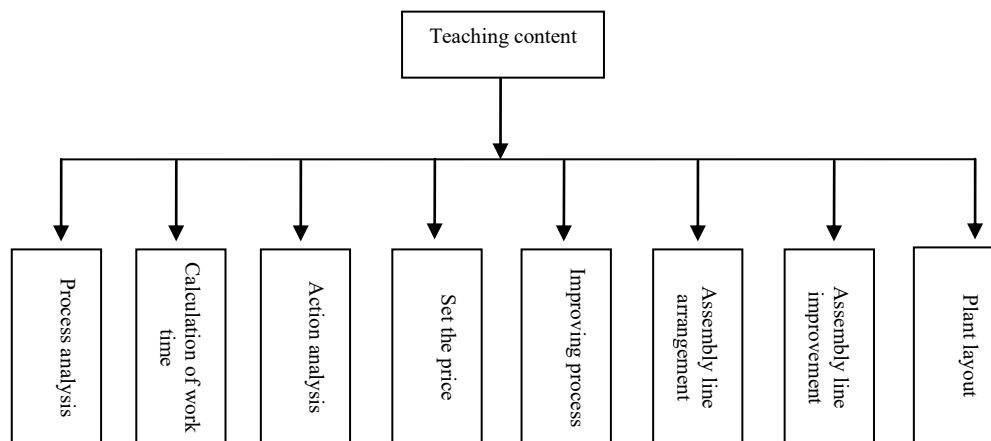 Teaching content
Process analysis
Calculation of work
time
Action analysis
Set the price
Improving process
Assembly line
arrangement
Assembly line
improvement
Plant layout